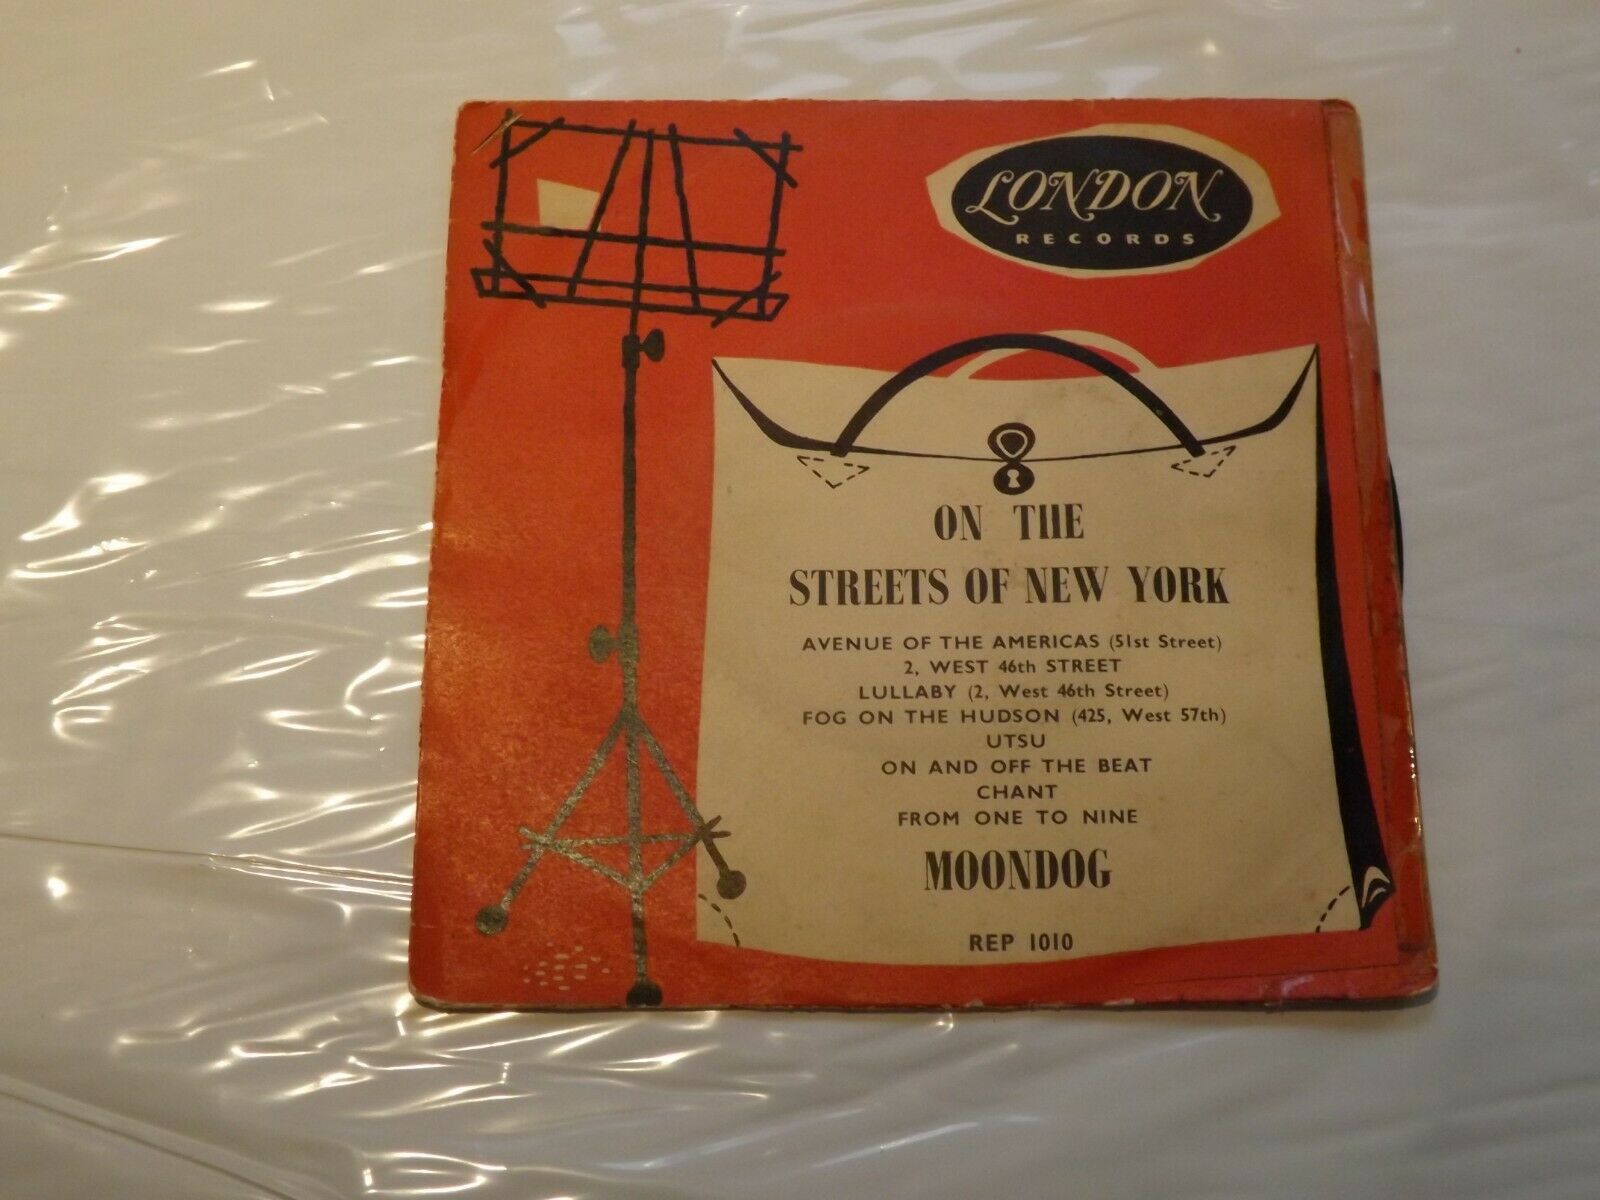 LONDON
RECORDS
ON THE
STREETS OF NEW YORK
AVENUE OF THE AMERICAS (51st Street)
2, WEST 46th STREET
LULLABY (2, West 46th Street)
FOG ON THE HUDSON (425, West 57th)
UTSU
ON AND OFF THE BEAT
CHANT
FROM ONE TO NINE
MOONDOG
REP 1010